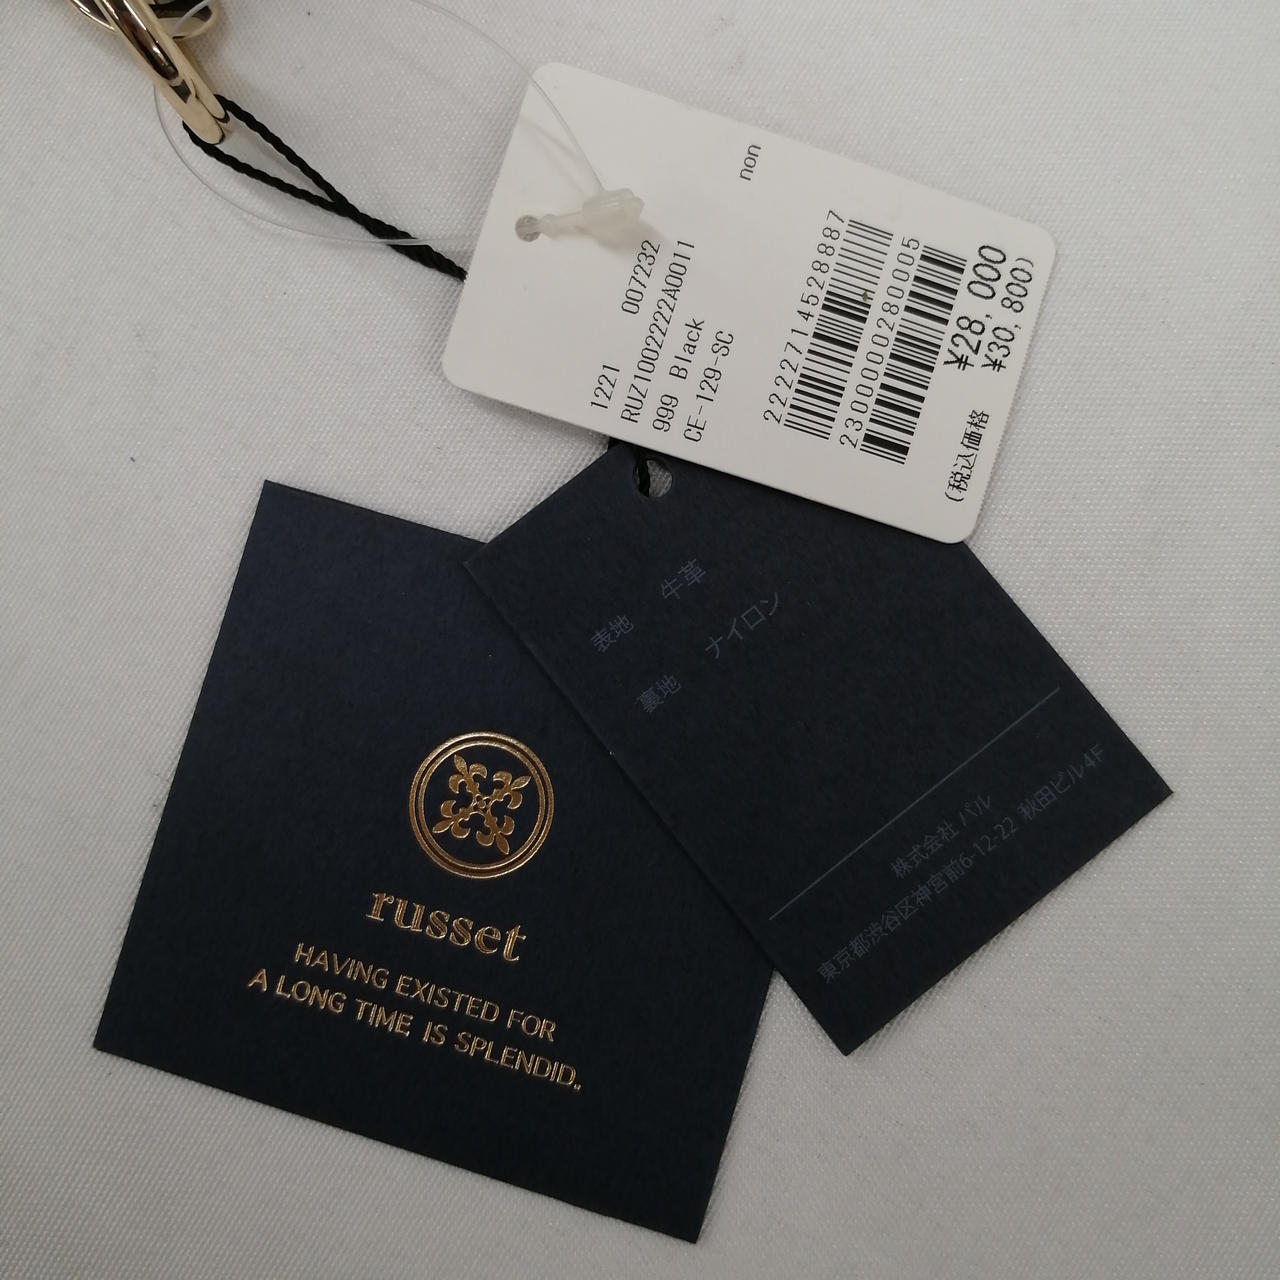 non
1221 007232
RUZ1002222A0011
999 Black
CE-129-SC
2222714528887
2300000280005
¥28,000
(税込価格 ¥30,800)
表地 牛革
裏地 ナイロン
株式会社 パル
東京都渋谷区神宮前6-12-22 秋田ビル4F
russet
HAVING EXISTED FOR
A LONG TIME IS SPLENDID..